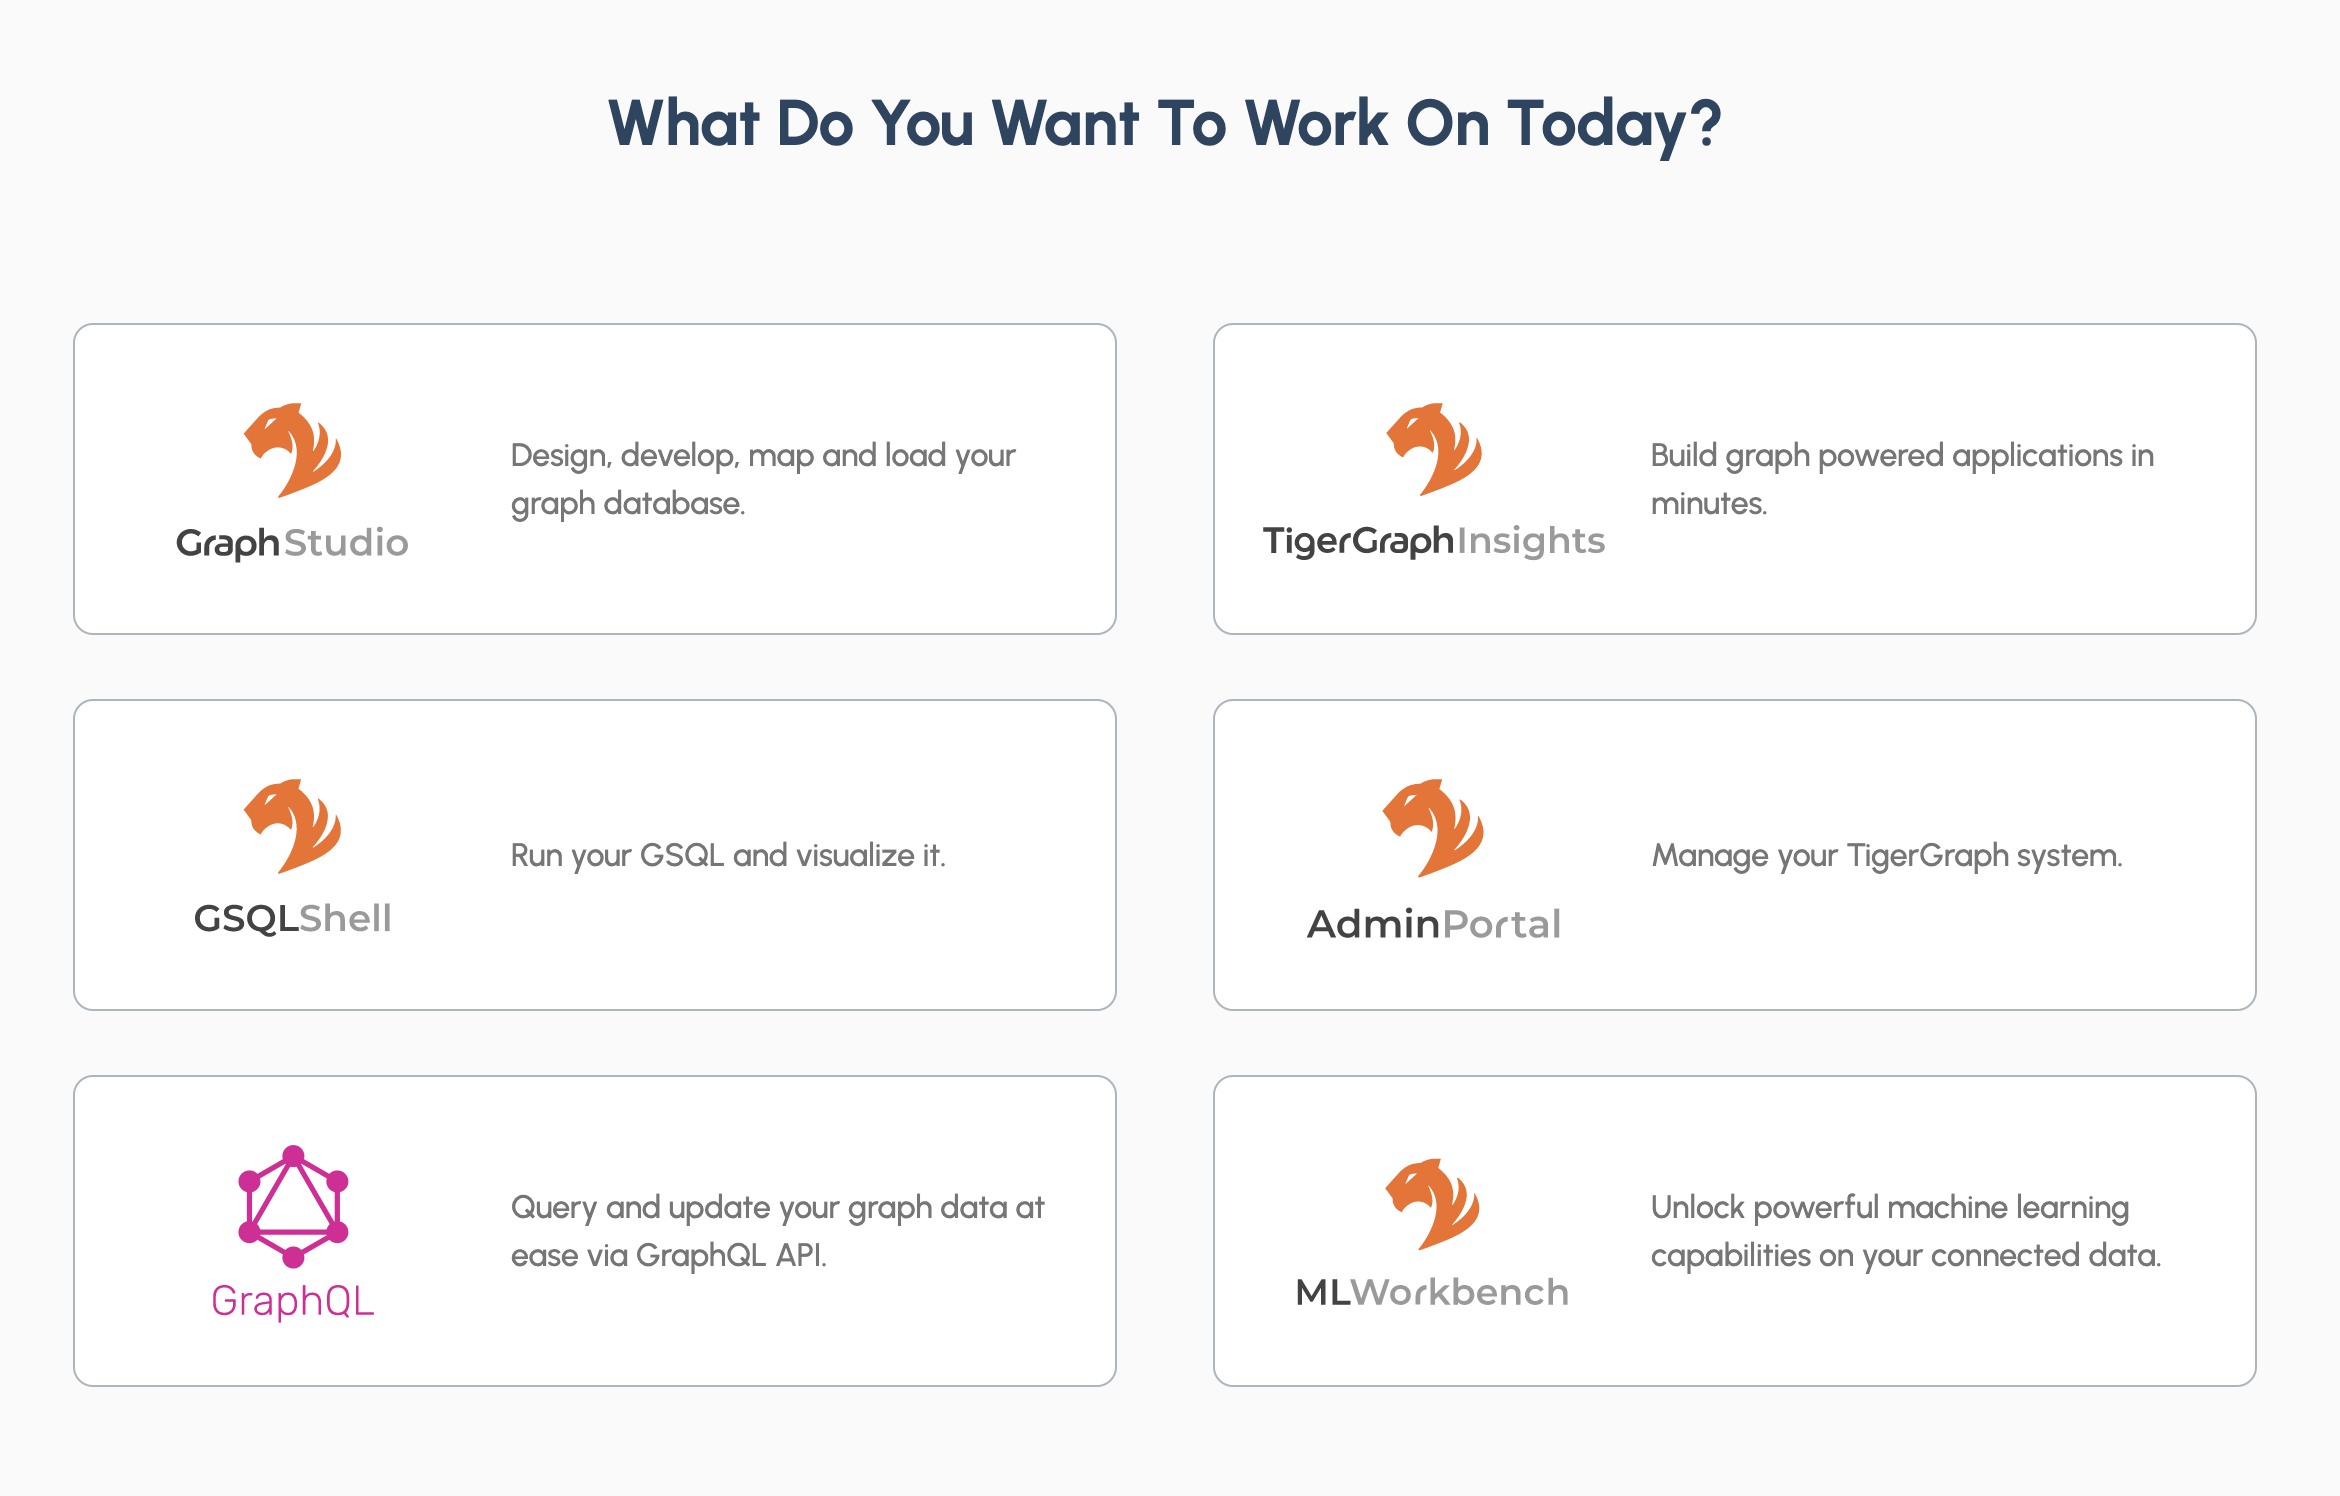 What Do You Want To Work On Today?
GraphStudio
Design, develop, map and load your
graph database.
TigerGraphInsights
Build graph powered applications in
minutes.
GSQLShell
Run your GSQL and visualize it.
AdminPortal
Manage your TigerGraph system.
GraphQL
Query and update your graph data at
ease via GraphQL API.
MLWorkbench
Unlock powerful machine learning
capabilities on your connected data.